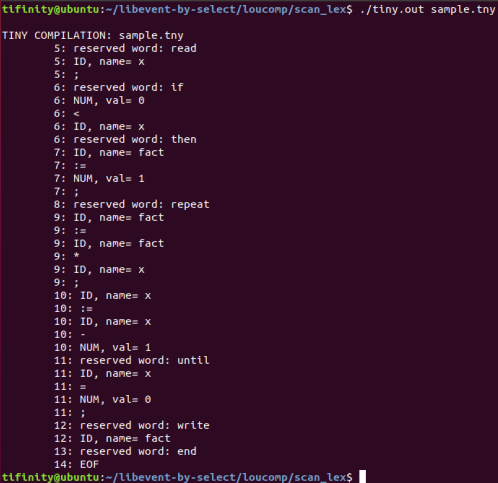 tifinity@ubuntu:~/libevent-by-select/loucomp/scan_lex$ ./tiny.out sample.tny
TINY COMPILATION: sample.tny
5: reserved word: read
5: ID, name= x
5: ;
6: reserved word: if
6: NUM, val= 0
6: <
6: ID, name= x
6: reserved word: then
7: ID, name= fact
7: :=
7: NUM, val= 1
7: ;
8: reserved word: repeat
9: ID, name= fact
9: :=
9: ID, name= fact
9: *
9: ID, name= x
9: ;
10: ID, name= x
10: :=
10: ID, name= x
10: -
10: NUM, val= 1
11: reserved word: until
11: ID, name= x
11: =
11: NUM, val= 0
11: ;
12: reserved word: write
12: ID, name= fact
13: reserved word: end
14: EOF
tifinity@ubuntu:~/libevent-by-select/loucomp/scan_lex$